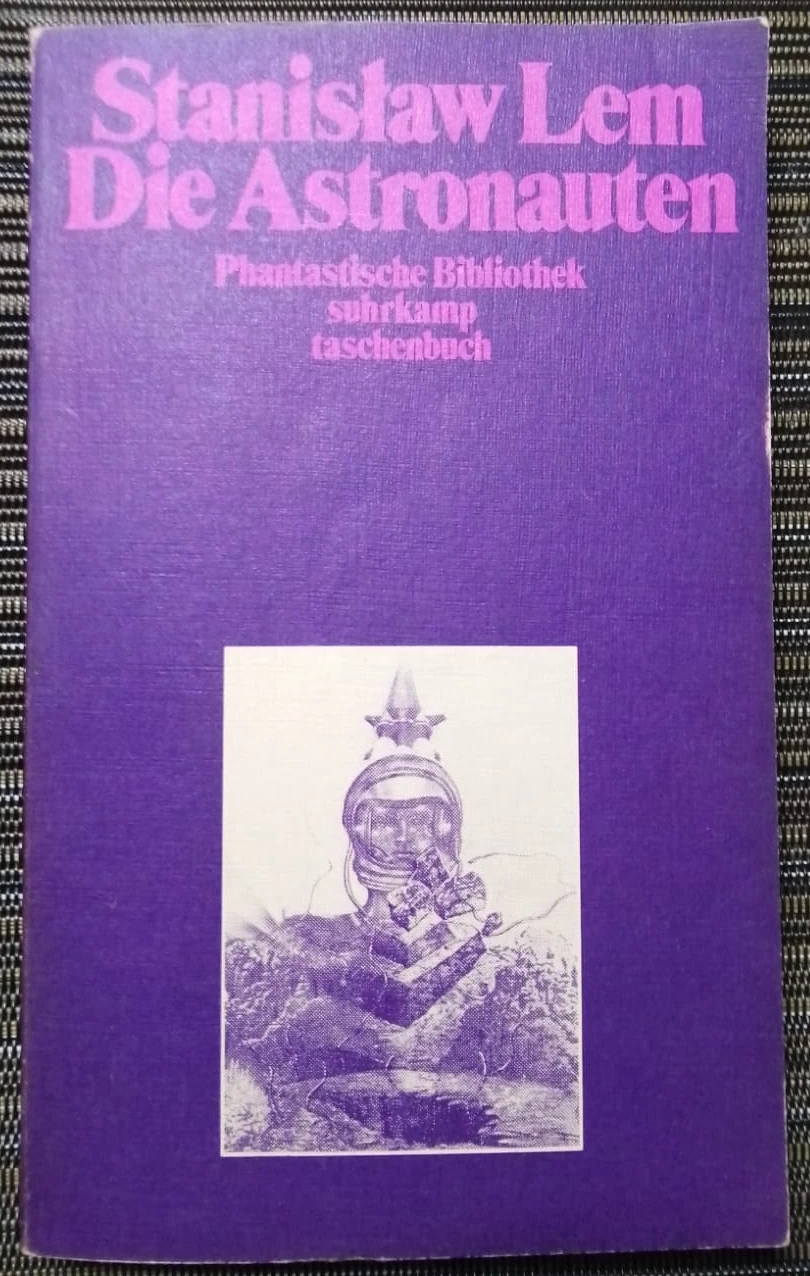 Stanisław Lem
Die Astronauten
Phantastische Bibliothek
suhrkamp
taschenbuch